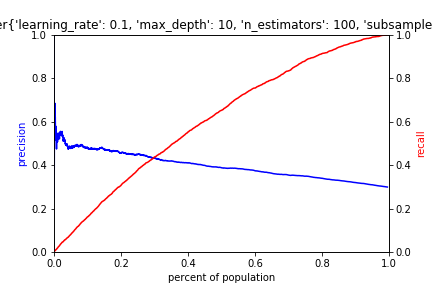 er{'learning_rate': 0.1, 'max_depth': 10, 'n_estimators': 100, 'subsample
1.0 1.0
0.8 0.8
0.6 0.6
precision recall
0.4 0.4
0.2 0.2
0.0 0.0
0.0 0.2 0.4 0.6 0.8 1.0
percent of population